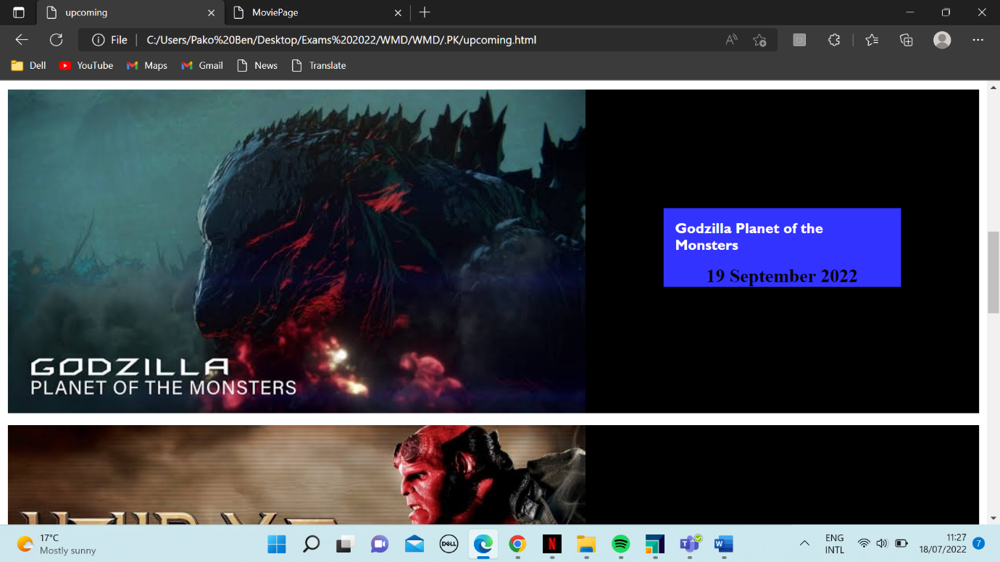 upcoming
MoviePage
File
C:/Users/Pako%20Ben/Desktop/Exams%202022/WMD/WMD/.PK/upcoming.html
Dell
YouTube
Maps
Gmail
News
Translate
Godzilla Planet of the
Monsters
19 September 2022
GODZILLA
PLANET OF THE MONSTERS
17°C
Mostly sunny
DELL
N
T
W
ENG
INTL
11:27
18/07/2022
7